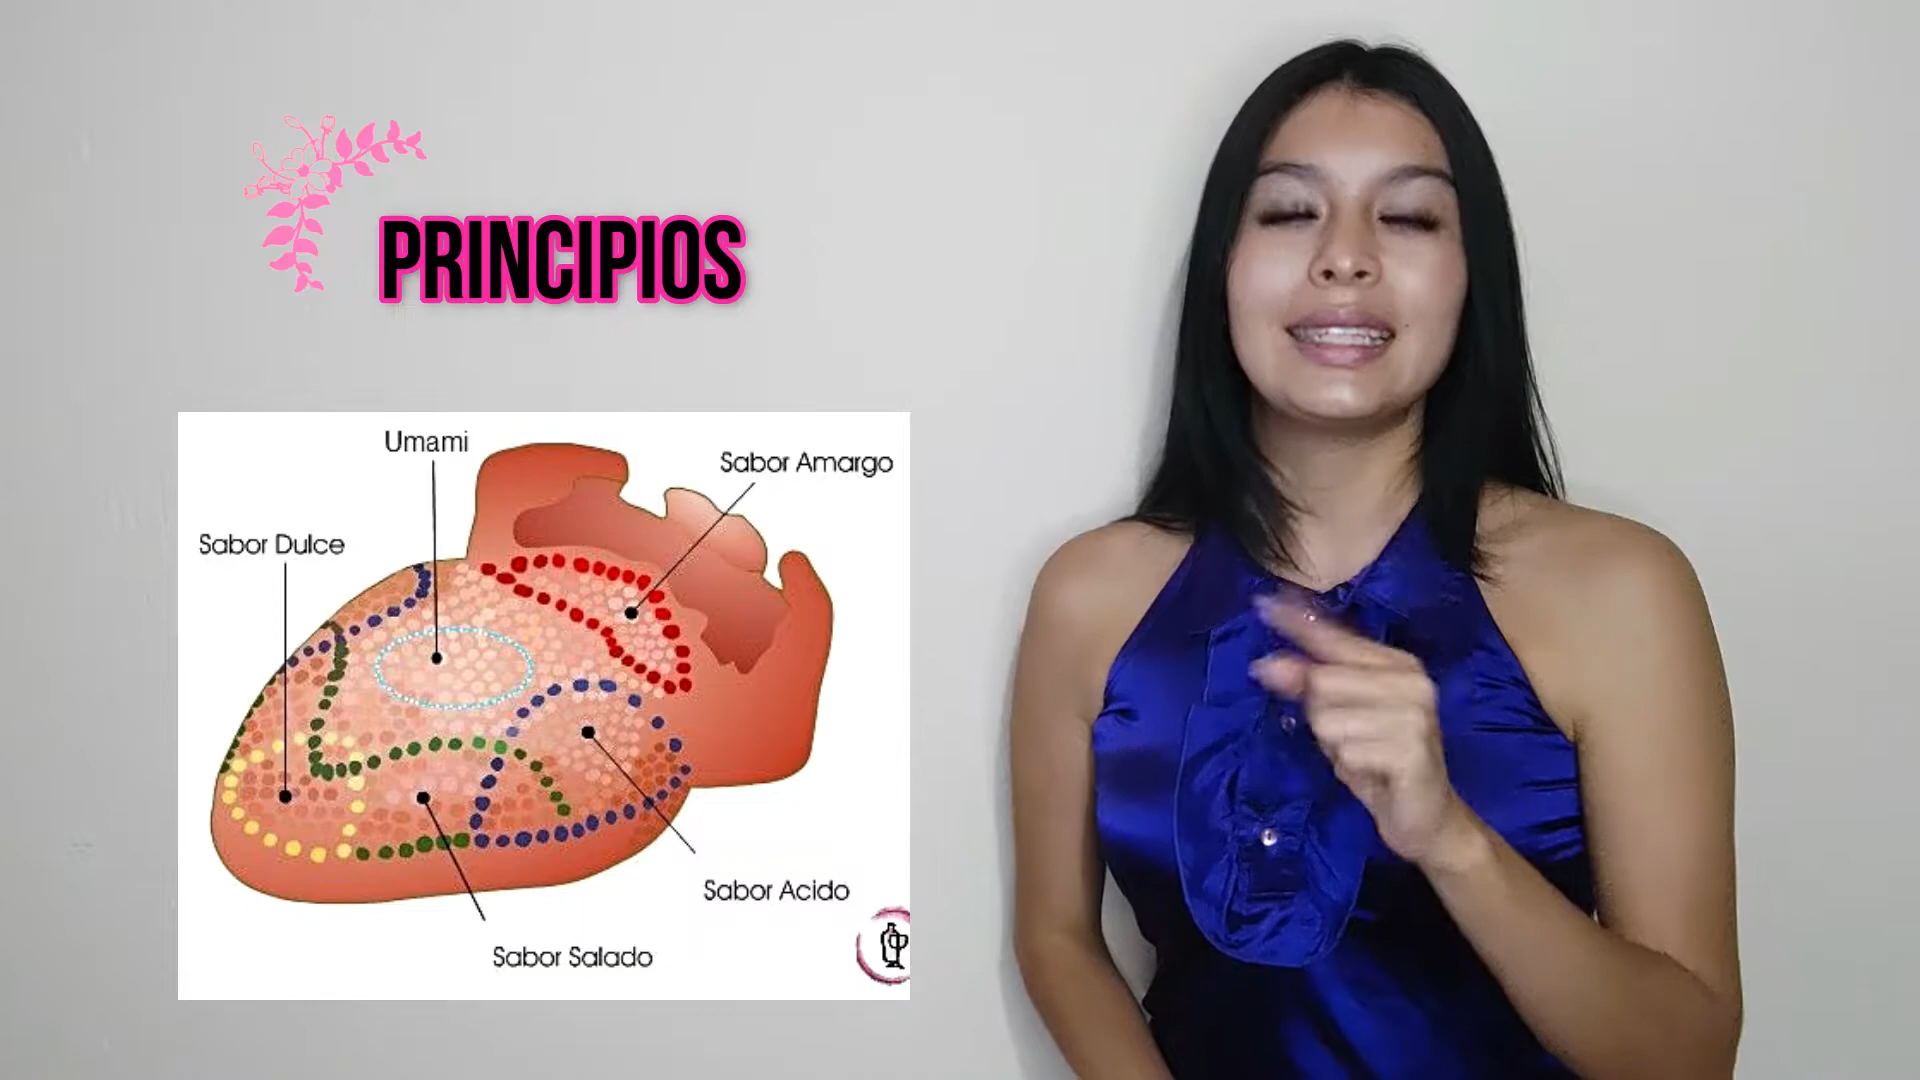 PRINCIPIOS
Umami
Sabor Amargo
Sabor Dulce
Sabor Acido
Sabor Salado